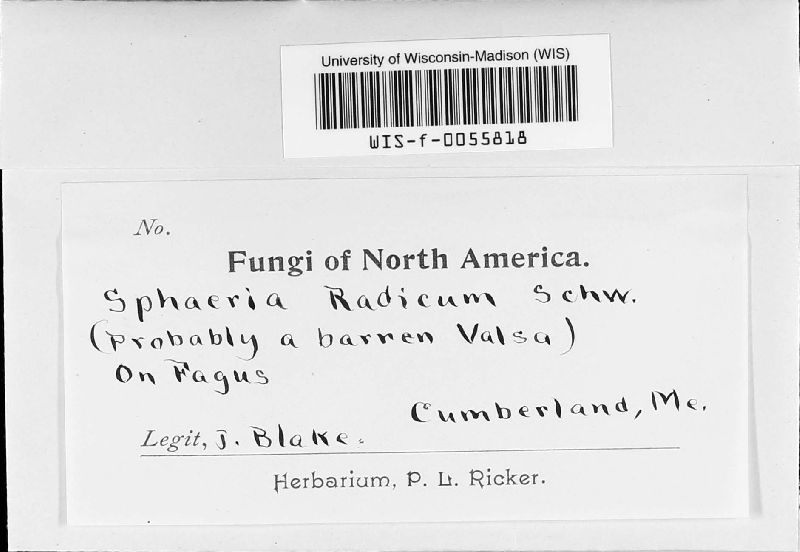 University of Wisconsin-Madison (WIS)
WIS-f-0055818
No.
Fungi of North America.
Sphaeria Radicum Schw.
(probably a barren Valsa)
On Fagus
Cumberland, Me.
Legit, J. Blake.
Herbarium, P. L. Ricker.